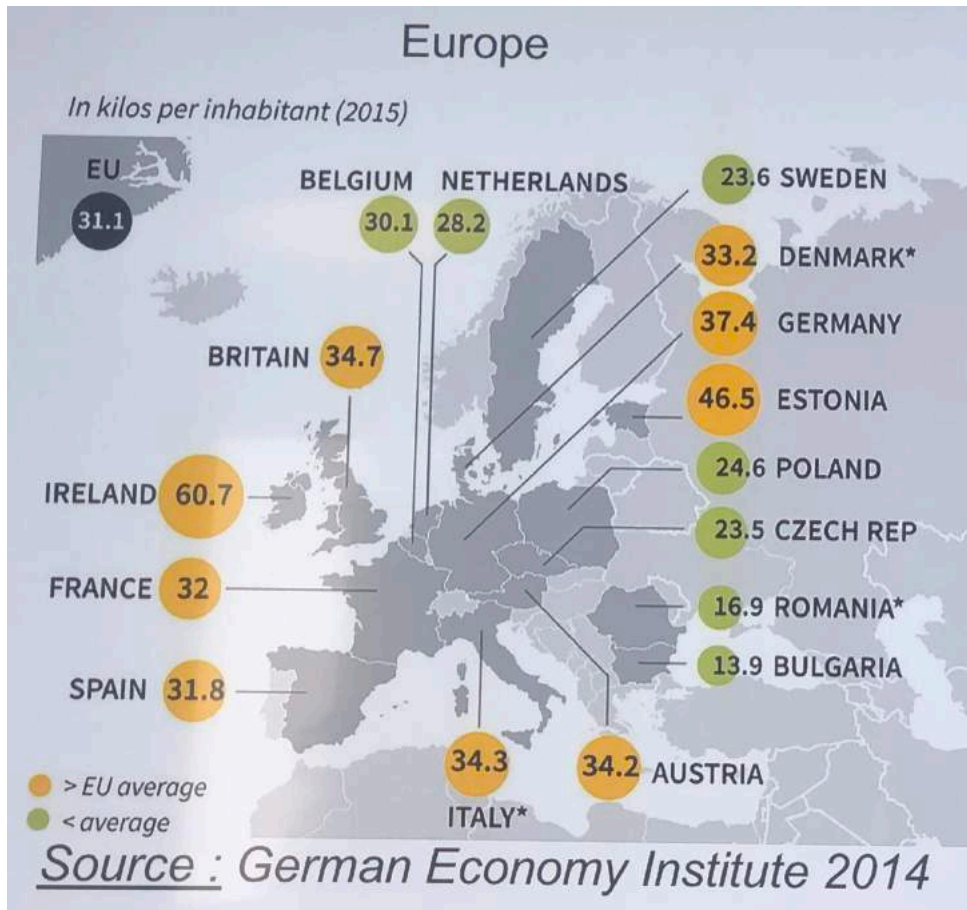 Europe
In kilos per inhabitant (2015)
EU
31.1
BELGIUM
30.1
NETHERLANDS
28.2
23.6 SWEDEN
33.2 DENMARK*
37.4 GERMANY
46.5 ESTONIA
BRITAIN 34.7
24.6 POLAND
IRELAND 60.7
23.5 CZECH REP
FRANCE 32
16.9 ROMANIA*
13.9 BULGARIA
SPAIN 31.8
34.3
ITALY*
34.2 AUSTRIA
> EU average
< average
Source : German Economy Institute 2014